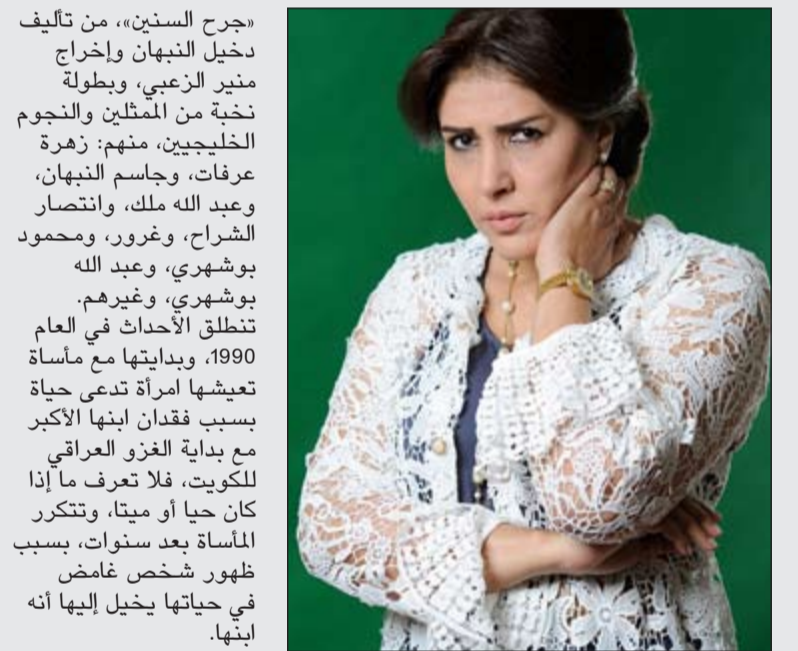 «جرح السنين»، من تأليف
دخيل النبهان وإخراج
منير الزعبي، وبطولة
نخبة من الممثلين والنجوم
الخليجيين، منهم: زهرة
عرفات، وجاسم النبهان،
وعبد الله ملك، وانتصار
الشراح، وغرور، ومحمود
بوشهري، وعبد الله
بوشهري، وغيرهم.
تنطلق الأحداث في العام
1990، وبدايتها مع مأساة
تعيشها امرأة تدعى حياة
بسبب فقدان ابنها الأكبر
مع بداية الغزو العراقي
للكويت، فلا تعرف ما إذا
كان حيا أو ميتا، وتتكرر
المأساة بعد سنوات، بسبب
ظهور شخص غامض
في حياتها يخيل إليها أنه
ابنها.